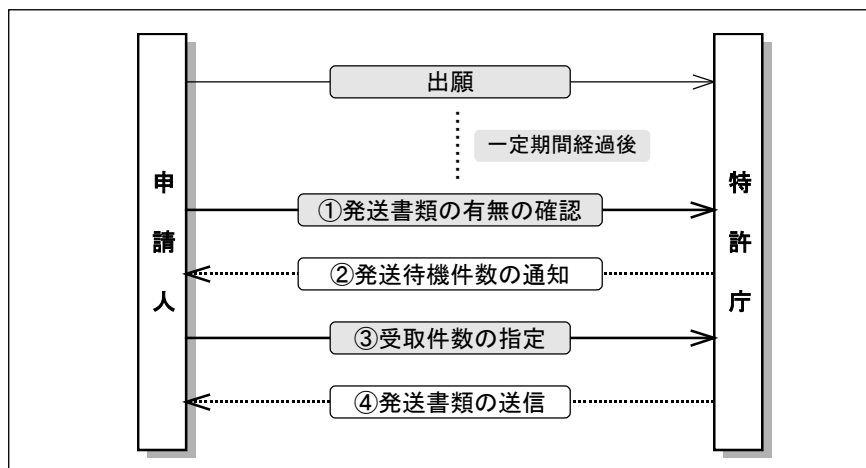 出願
一定期間経過後
申請人
特許庁
①発送書類の有無の確認
②発送待機件数の通知
③受取件数の指定
④発送書類の送信